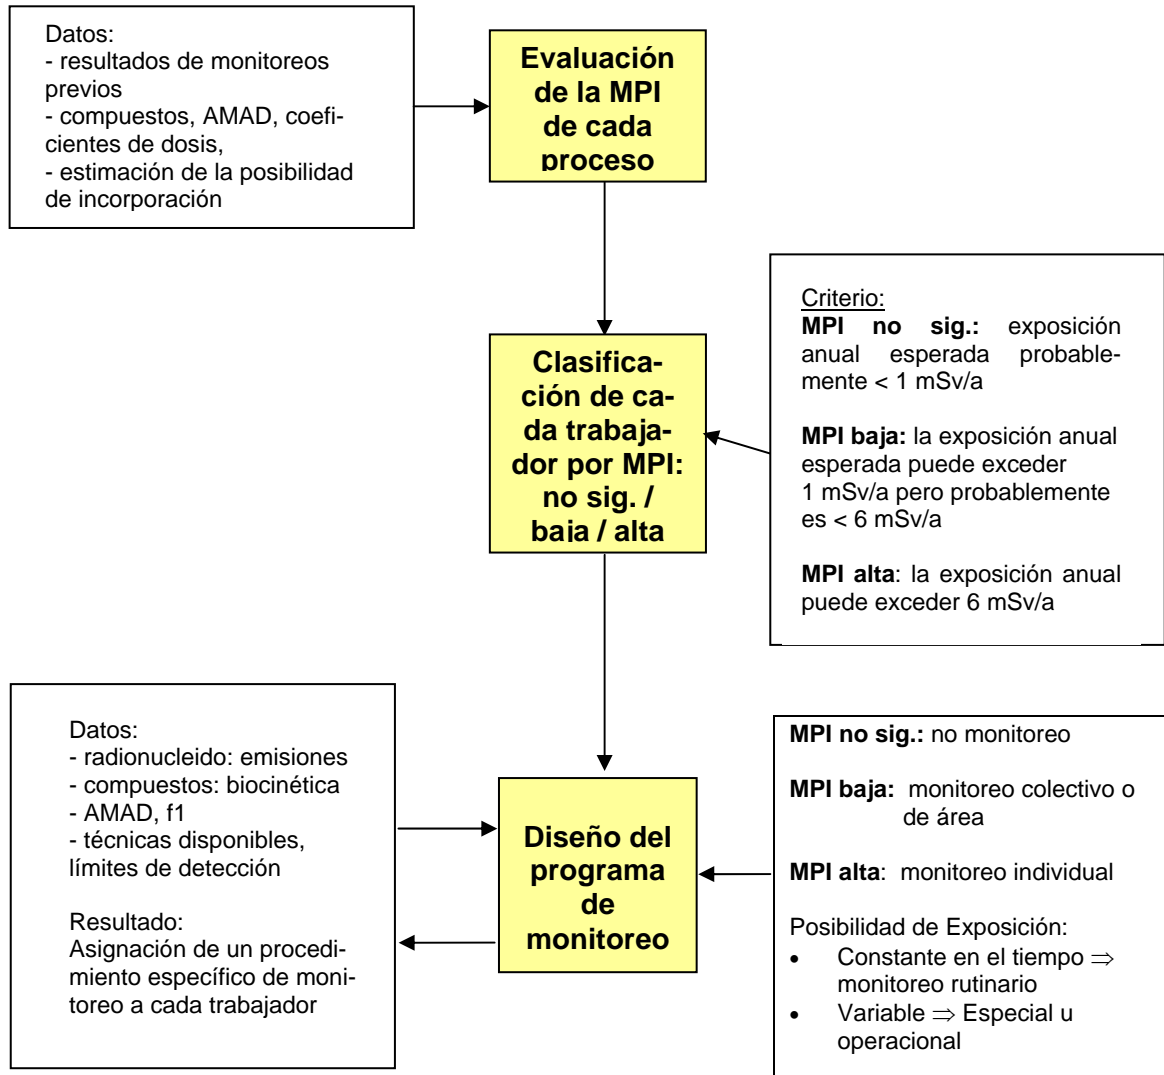 Datos:
- resultados de monitoreos
previos
- compuestos, AMAD, coefi-
cientes de dosis,
- estimación de la posibilidad
de incorporación
Evaluación
de la MPI
de cada
proceso
Criterio:
MPI no sig.: exposición
anual esperada probable-
mente < 1 mSv/a
MPI baja: la exposición anual
esperada puede exceder
1 mSv/a pero probablemente
es < 6 mSv/a
MPI alta: la exposición anual
puede exceder 6 mSv/a
Clasifica-
ción de ca-
da trabaja-
dor por MPI:
no sig. /
baja / alta
Datos:
- radionucleido: emisiones
- compuestos: biocinética
- AMAD, f1
- técnicas disponibles,
límites de detección
Resultado:
Asignación de un procedi-
miento específico de moni-
toreo a cada trabajador
Diseño del
programa
de
monitoreo
MPI no sig.: no monitoreo
MPI baja: monitoreo colectivo o
de área
MPI alta: monitoreo individual
Posibilidad de Exposición:
• Constante en el tiempo ⇒
monitoreo rutinario
• Variable ⇒ Especial u
operacional